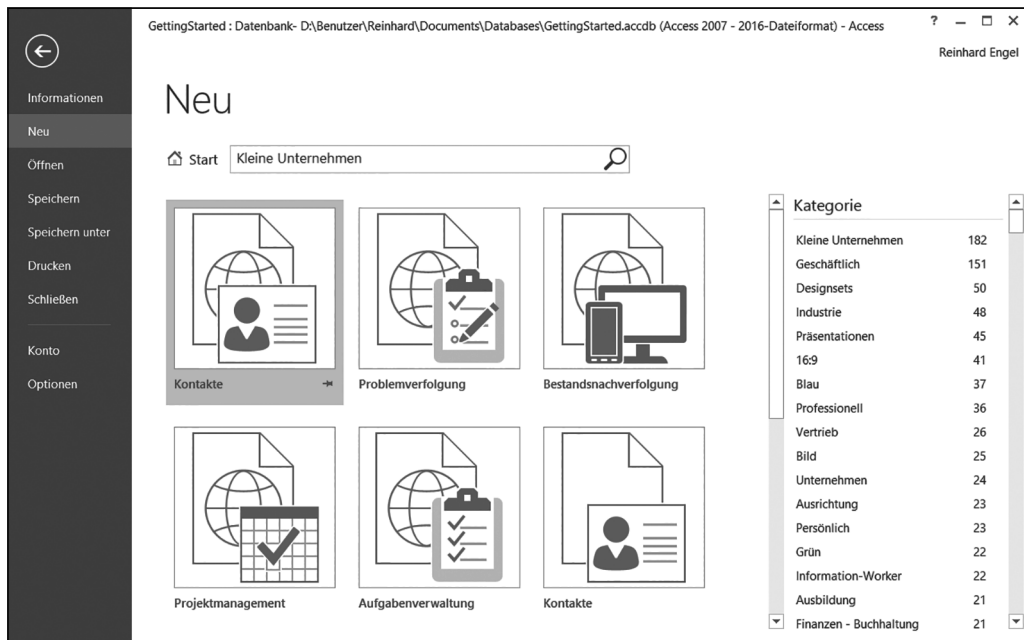 GettingStarted : Datenbank- D:\Benutzer\Reinhard\Documents\Databases\GettingStarted.accdb (Access 2007 - 2016-Dateiformat) - Access
?
Reinhard Engel
Informationen
Neu
Öffnen
Speichern
Speichern unter
Drucken
Schließen
Konto
Optionen
Neu
Start
Kleine Unternehmen
Kontakte
Problemverfolgung
Bestandsnachverfolgung
Projektmanagement
Aufgabenverwaltung
Kontakte
Kategorie
Kleine Unternehmen 182
Geschäftlich 151
Designsets 50
Industrie 48
Präsentationen 45
16:9 41
Blau 37
Professionell 36
Vertrieb 26
Bild 25
Unternehmen 24
Ausrichtung 23
Persönlich 23
Grün 22
Information-Worker 22
Ausbildung 21
Finanzen - Buchhaltung 21